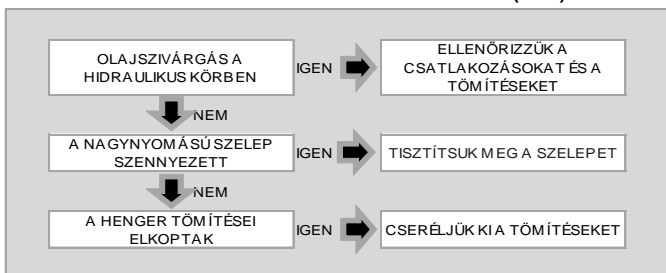 OLAJSZIVÁRGÁS A
HIDRAULIKUS KÖRBEN
IGEN
ELLENŐRIZZÜK A
CSATLAKOZÁSOKAT ÉS A
TÖMÍTÉSEKET
NEM
A NAGYNYOMÁSÚ SZELEP
SZENNYEZETT
IGEN
TISZTÍTSUK MEG A SZELEPET
NEM
A HENGER TÖMÍTÉSEI
ELKOPTAK
IGEN
CSERÉLJÜK KI A TÖMÍTÉSEKET